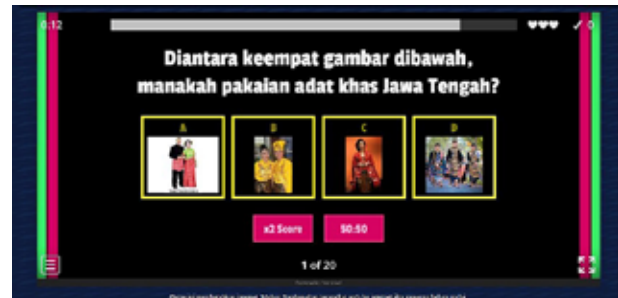 0:12
✓ 0
Diantara keempat gambar dibawah,
manakah pakaian adat khas Jawa Tengah?
A B C D
x2 Score 50:50
1 of 20